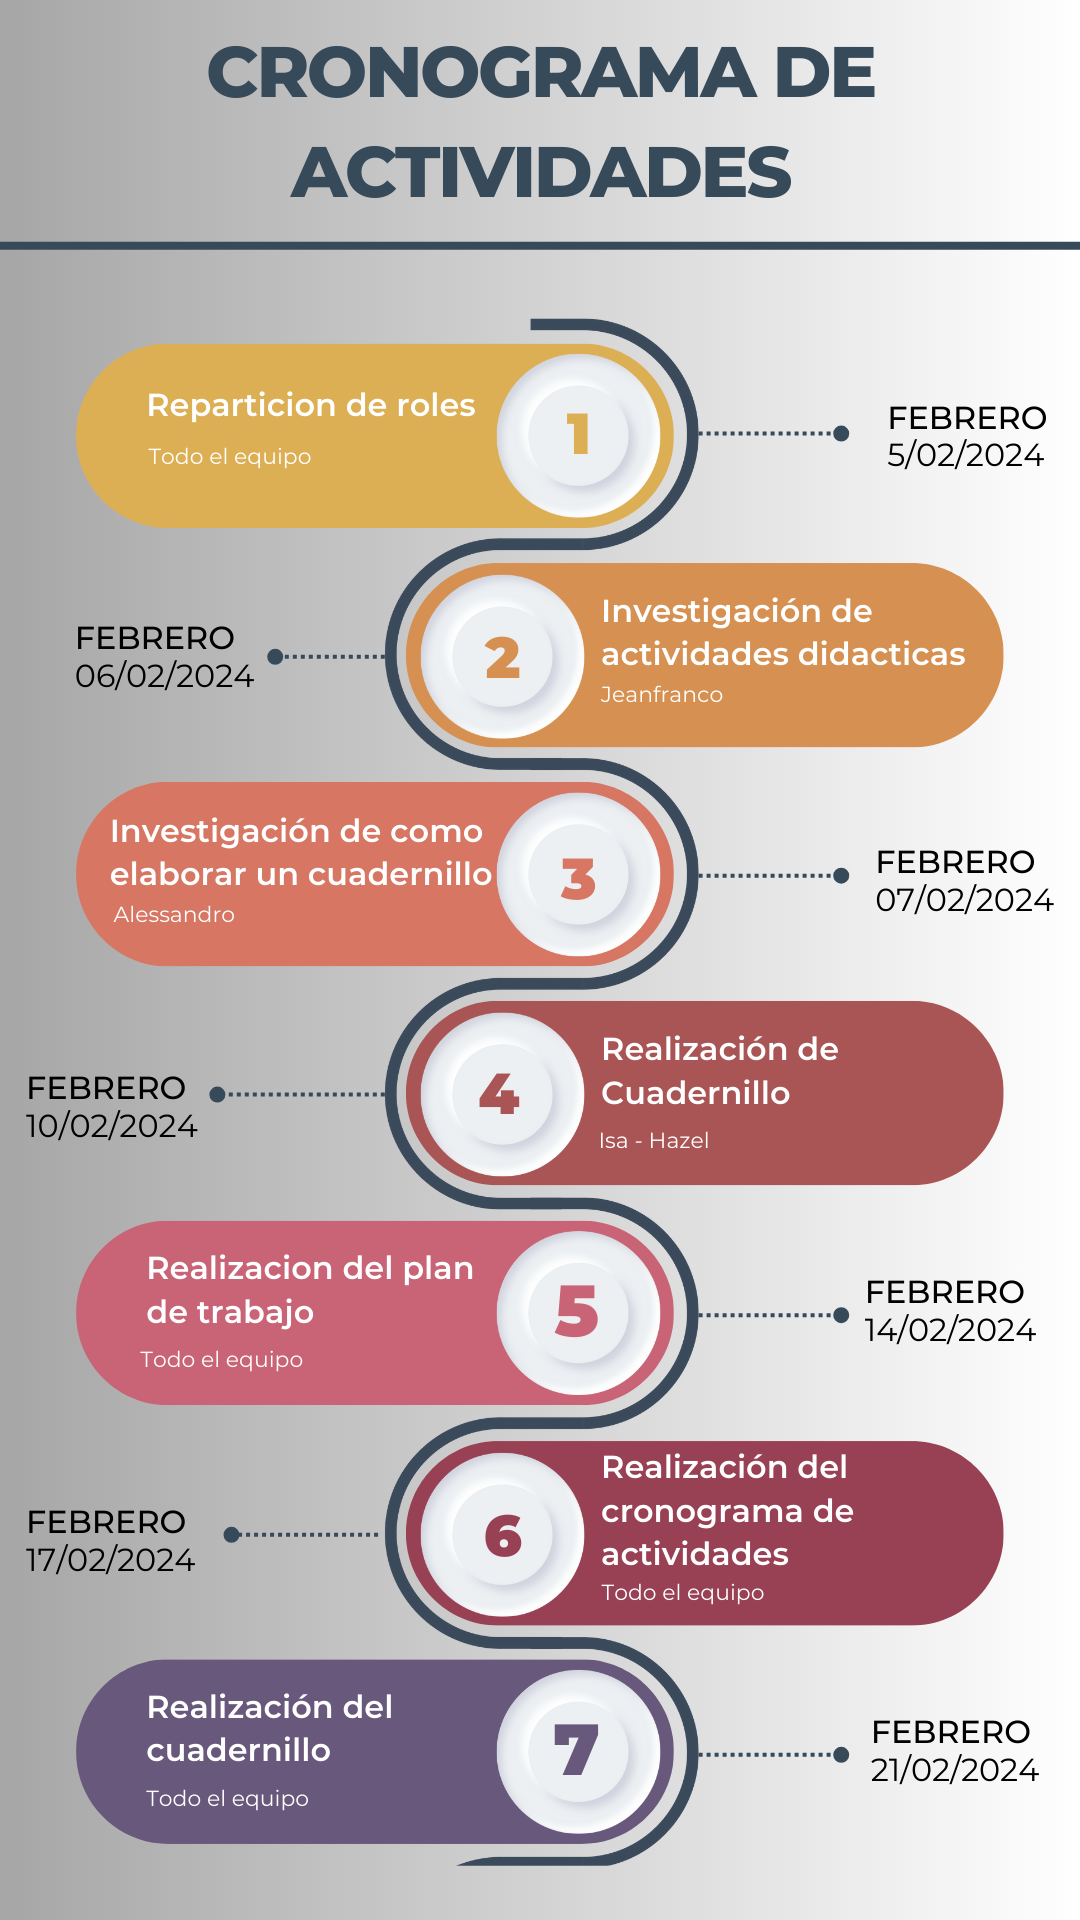 CRONOGRAMA DE
ACTIVIDADES
Reparticion de roles
Todo el equipo
1
FEBRERO
5/02/2024
FEBRERO
06/02/2024
2
Investigación de
actividades didacticas
Jeanfranco
Investigación de como
elaborar un cuadernillo
Alessandro
3
FEBRERO
07/02/2024
FEBRERO
10/02/2024
4
Realización de
Cuadernillo
Isa - Hazel
Realizacion del plan
de trabajo
Todo el equipo
5
FEBRERO
14/02/2024
FEBRERO
17/02/2024
6
Realización del
cronograma de
actividades
Todo el equipo
Realización del
cuadernillo
Todo el equipo
7
FEBRERO
21/02/2024